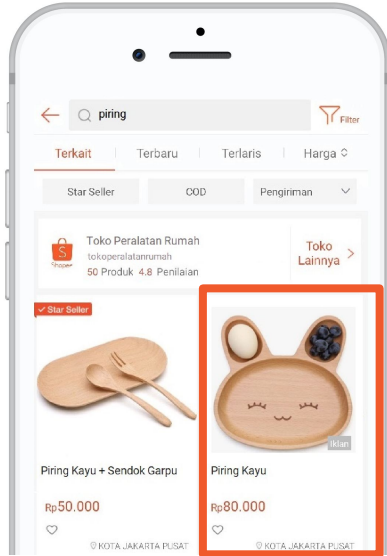 piring
Filter
Terkait
Terbaru
Terlaris
Harga
Star Seller
COD
Pengiriman
Toko Peralatan Rumah
tokoperalatanrumah
50 Produk 4.8 Penilaian
Toko
Lainnya
S
Shopee
Star Seller
Iklan
Piring Kayu + Sendok Garpu
Piring Kayu
Rp50.000
Rp80.000
KOTA JAKARTA PUSAT
KOTA JAKARTA PUSAT